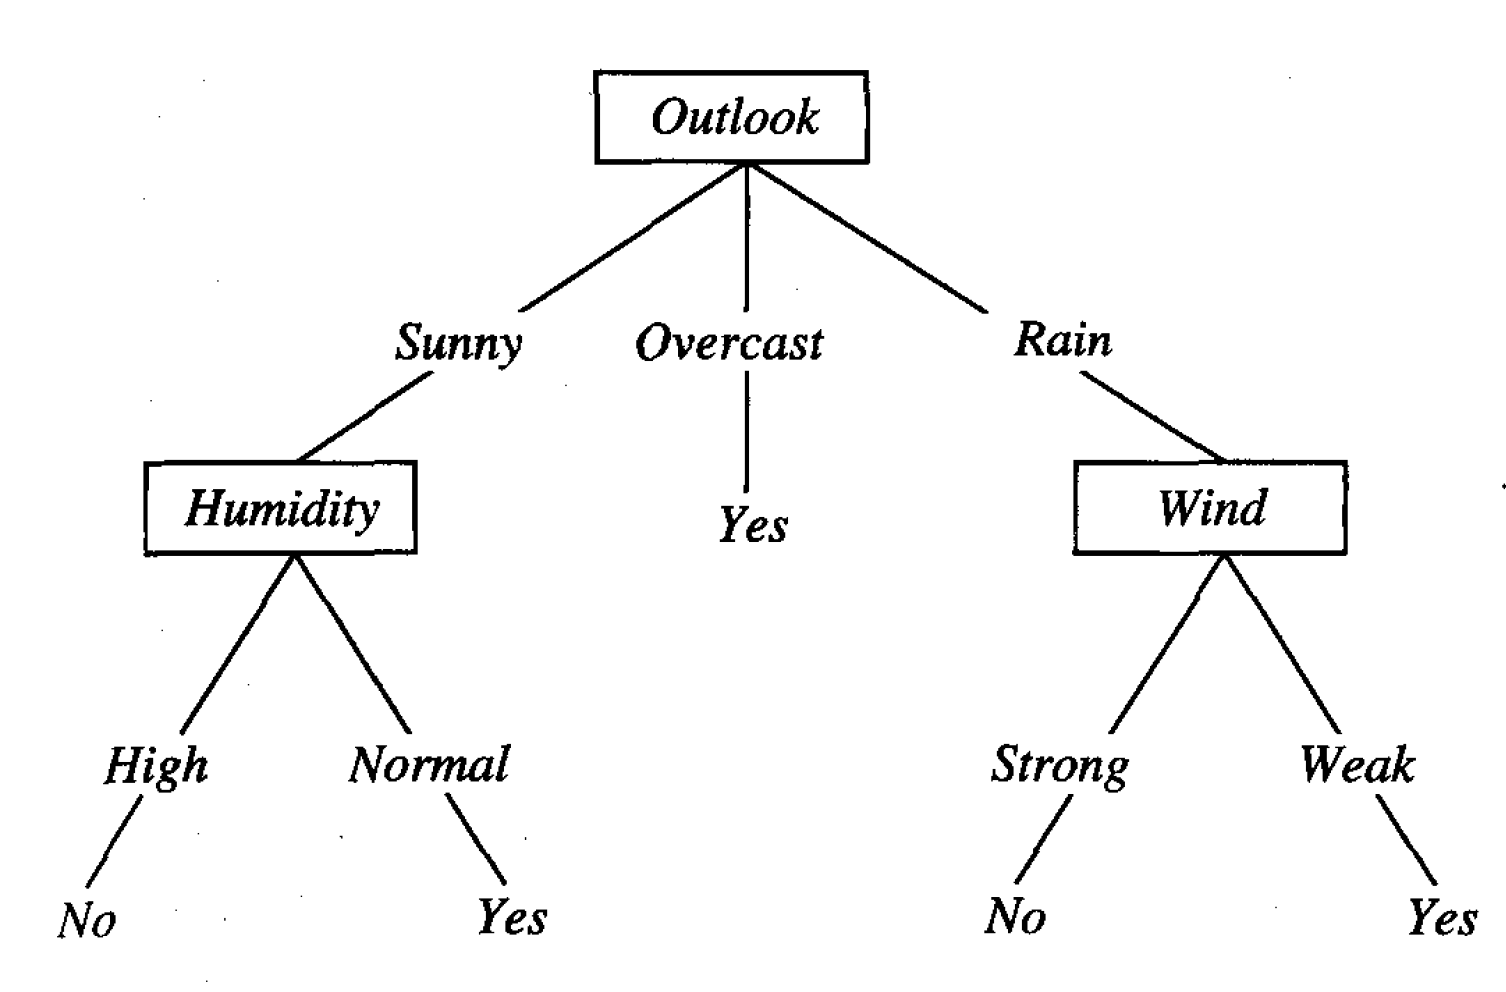 Outlook
Sunny Overcast Rain
Humidity Yes Wind
High Normal Strong Weak
No Yes No Yes